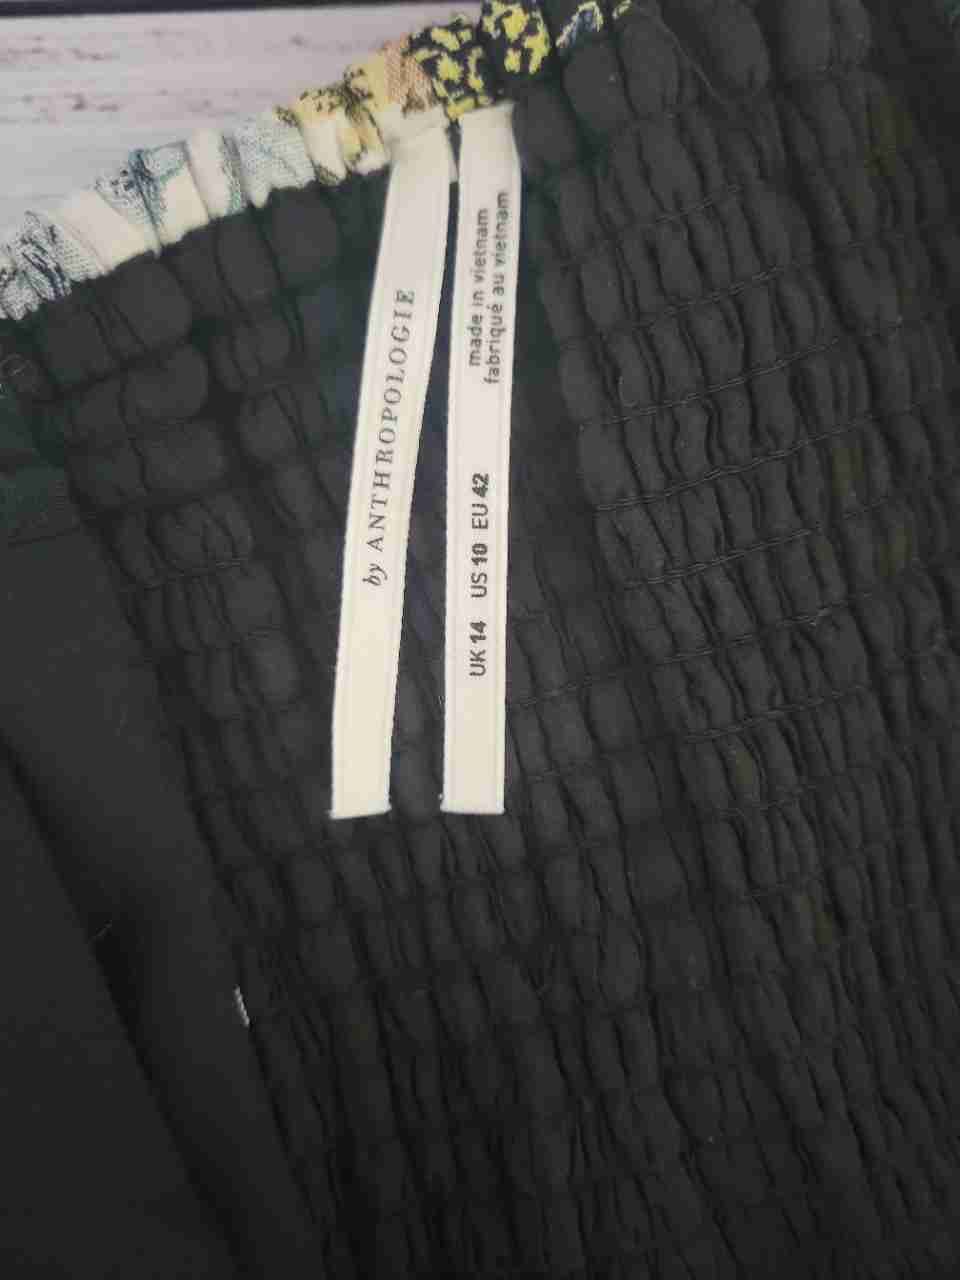 by ANTHROPOLOGIE
UK 14 US 10 EU 42
made in vietnam
fabriqué au vietnam